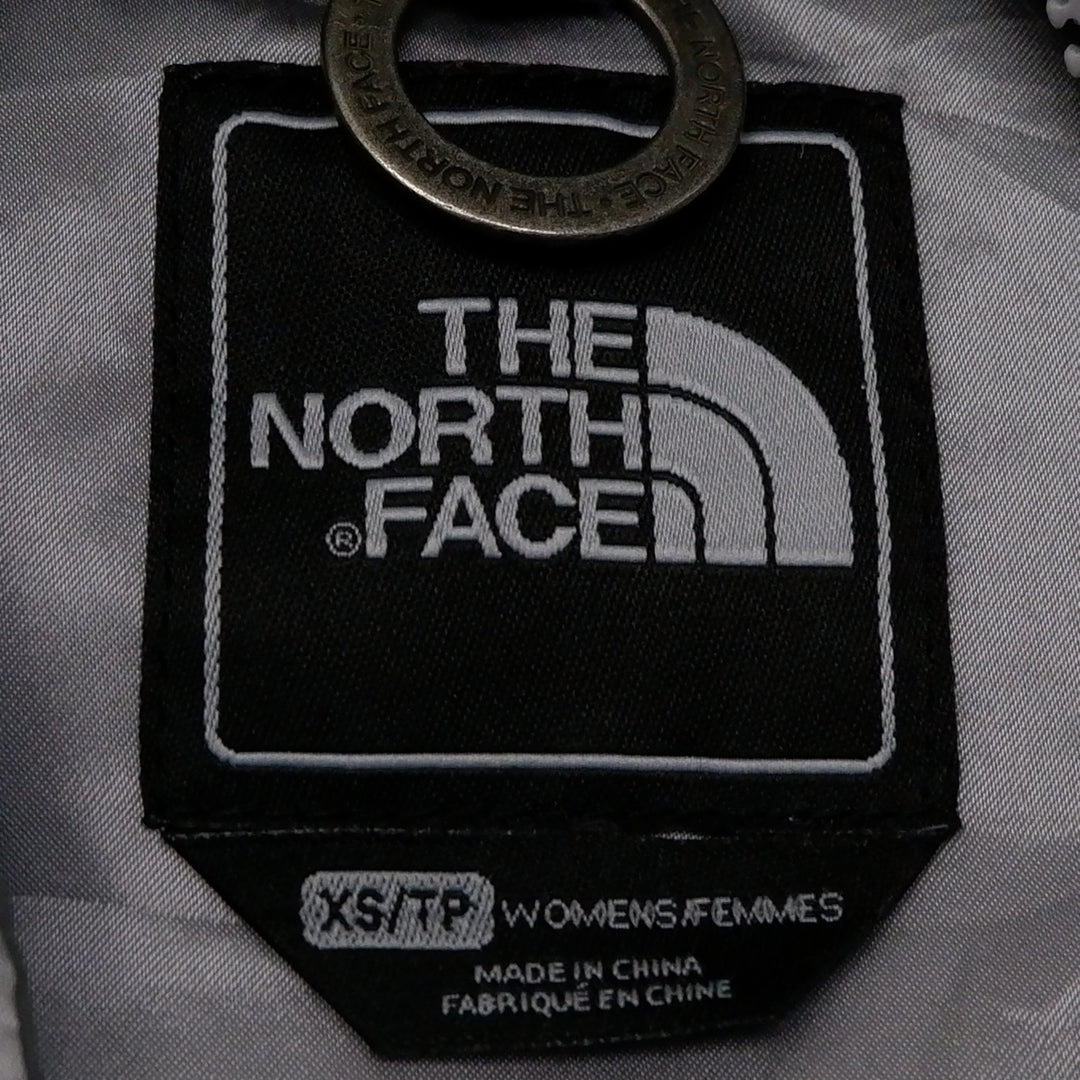 THE NORTH FACE • THE NORTH FACE •
THE
NORTH
FACE
®
XS/TP WOMENS/FEMMES
MADE IN CHINA
FABRIQUÉ EN CHINE